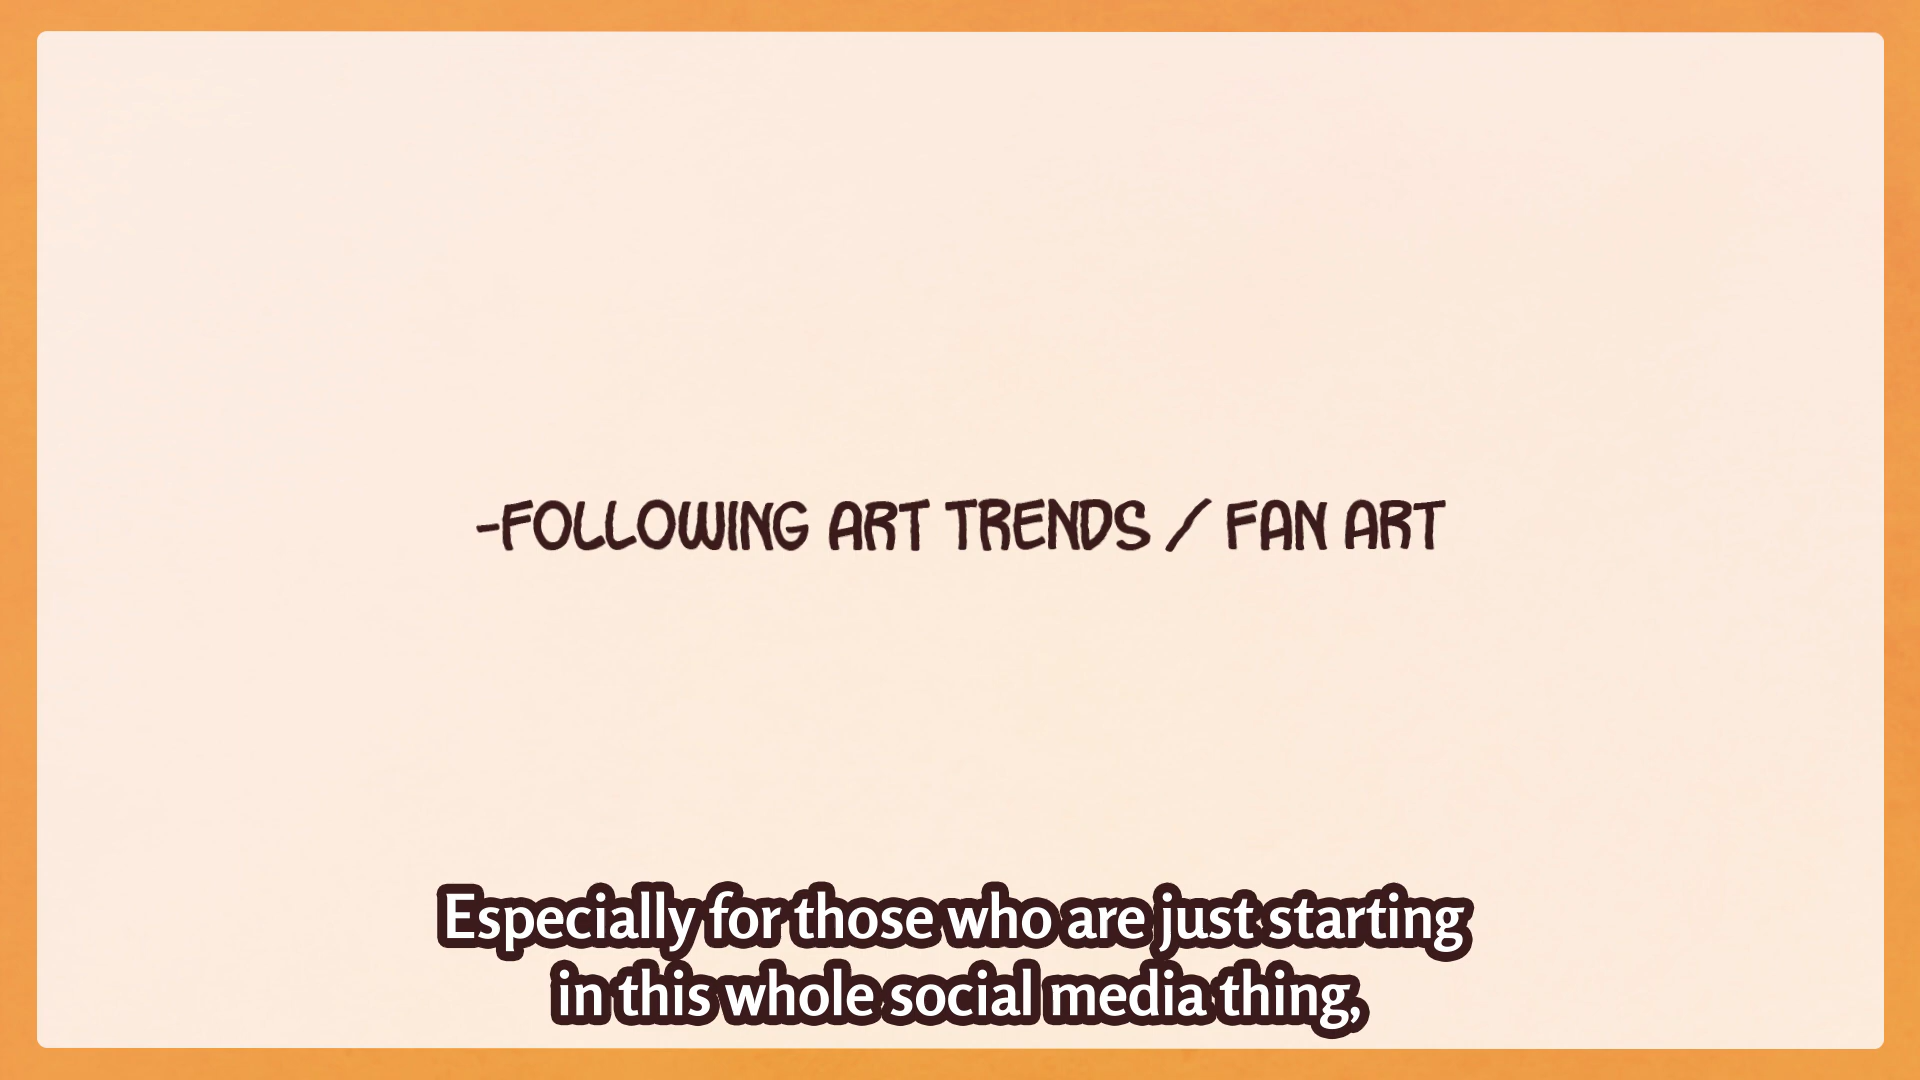 -FOLLOWING ART TRENDS / FAN ART
Especially for those who are just starting
in this whole social media thing,